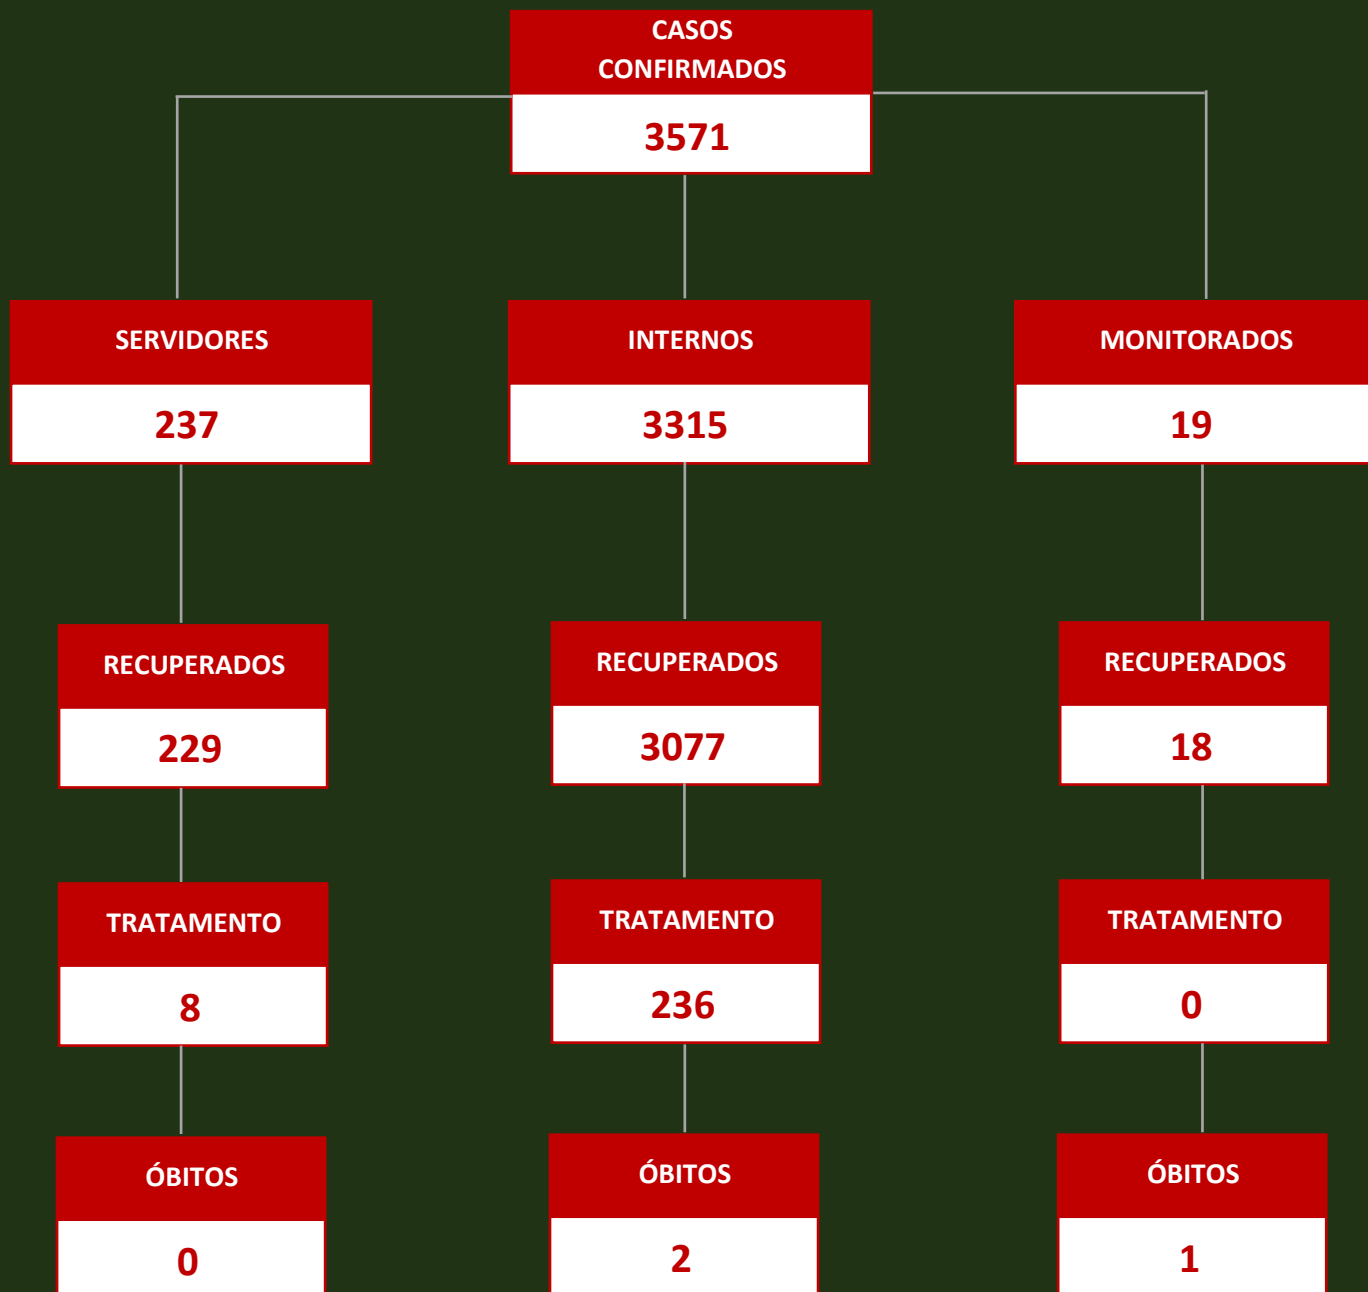 CASOS
CONFIRMADOS
3571
SERVIDORES
INTERNOS
MONITORADOS
237
3315
19
RECUPERADOS
RECUPERADOS
RECUPERADOS
229
3077
18
TRATAMENTO
TRATAMENTO
TRATAMENTO
8
236
0
ÓBITOS
ÓBITOS
ÓBITOS
0
2
1